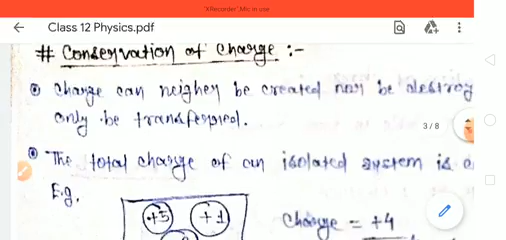 'XRecorder', Mic in use
Class 12 Physics.pdf
# Conservation of Charge :-
Charge can neigher be created nor be destroy
only be transferred.
3/8
The total charge of an isolated system is
E.g.
+5 +1 Charge = +4